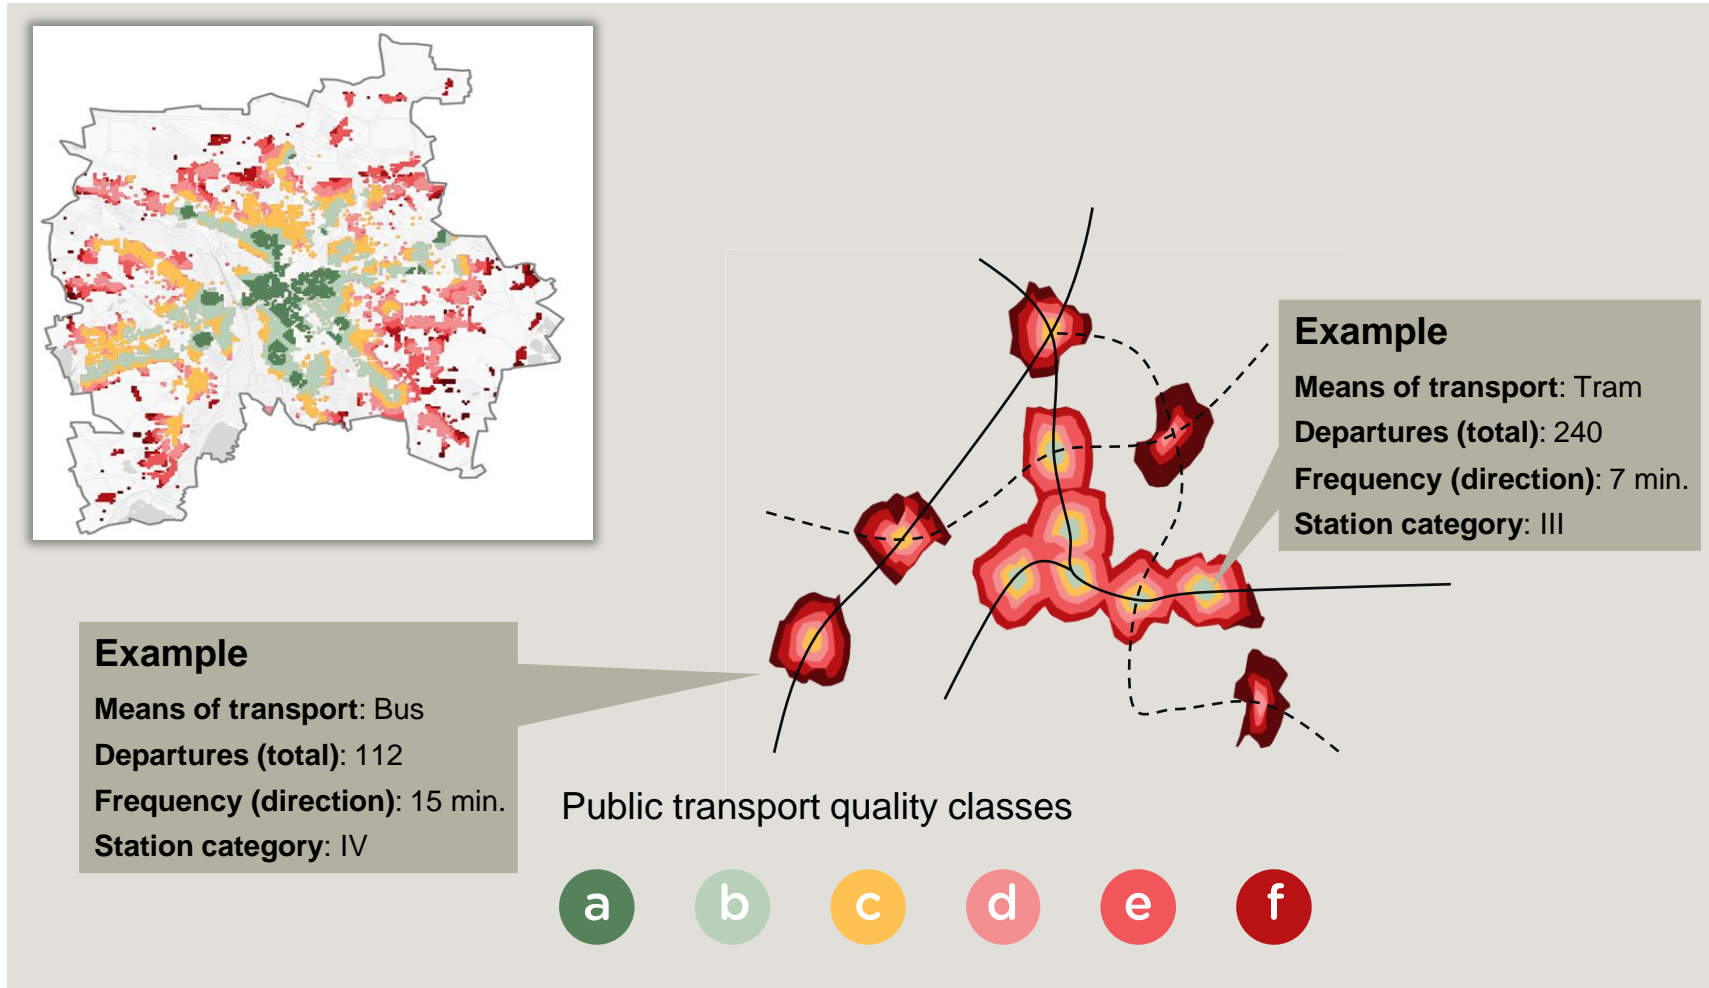 Example
Means of transport: Tram
Departures (total): 240
Frequency (direction): 7 min.
Station category: III
Example
Means of transport: Bus
Departures (total): 112
Frequency (direction): 15 min.
Station category: IV
Public transport quality classes
a b c d e f